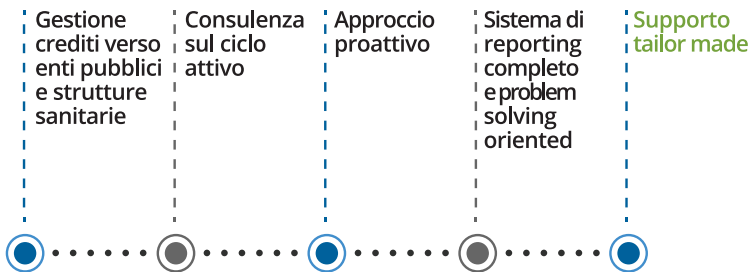 Gestione
crediti verso
enti pubblici
e strutture
sanitarie
Consulenza
sul ciclo
attivo
Approccio
proattivo
Sistema di
reporting
completo
e problem
solving
oriented
Supporto
tailor made